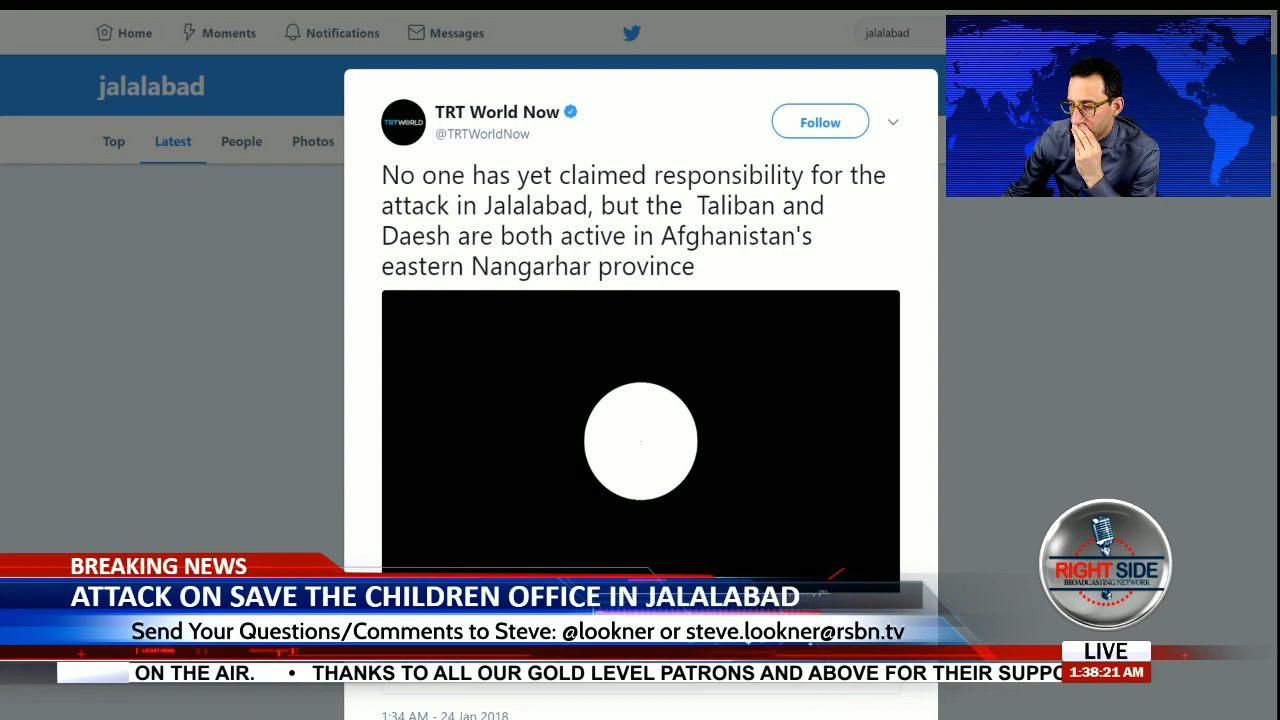 Home Moments Notifications Messages jalalabad
jalalabad
Top Latest People Photos
TRTWORLD
TRT World Now
@TRTWorldNow
Follow
No one has yet claimed responsibility for the
attack in Jalalabad, but the Taliban and
Daesh are both active in Afghanistan's
eastern Nangarhar province
BREAKING NEWS
ATTACK ON SAVE THE CHILDREN OFFICE IN JALALABAD
Send Your Questions/Comments to Steve: @lookner or steve.lookner@rsbn.tv
RIGHT SIDE
BROADCASTING NETWORK
LATEST NEWS
LIVE
1:38:21 AM
ON THE AIR. • THANKS TO ALL OUR GOLD LEVEL PATRONS AND ABOVE FOR THEIR SUPPO
1:34 AM - 24 Jan 2018